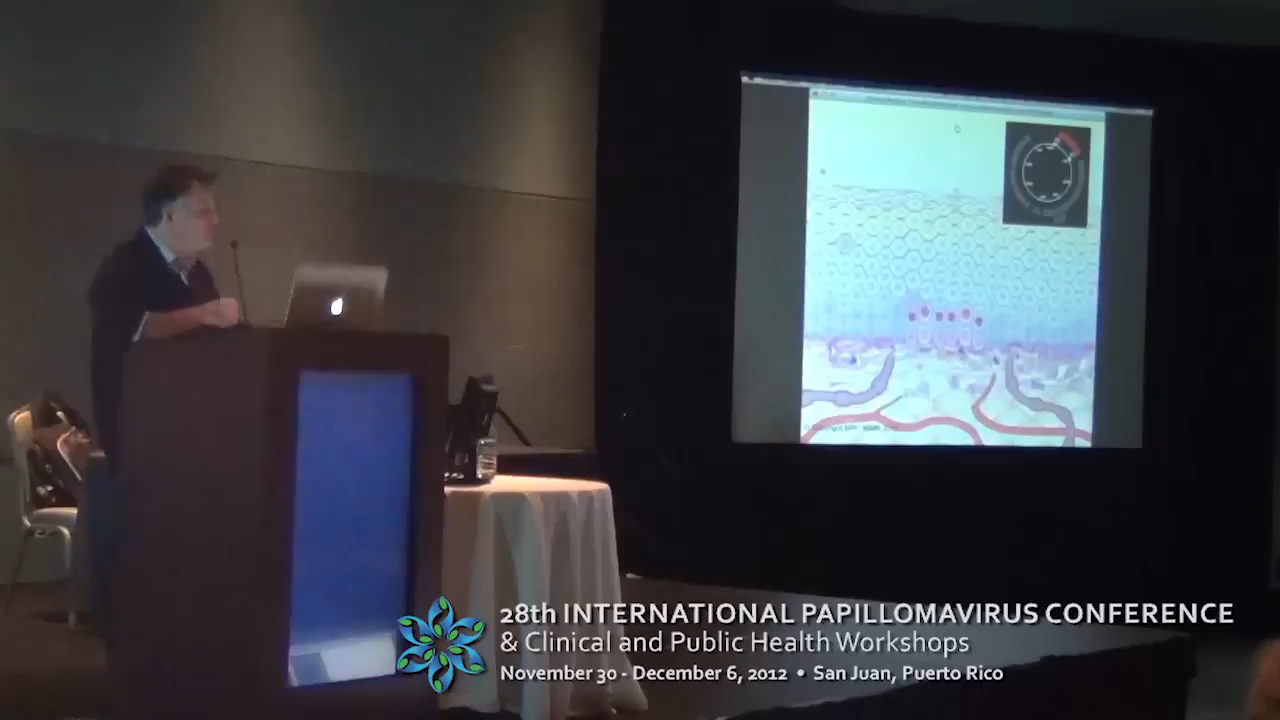 28th INTERNATIONAL PAPILLOMAVIRUS CONFERENCE
& Clinical and Public Health Workshops
November 30 - December 6, 2012 • San Juan, Puerto Rico